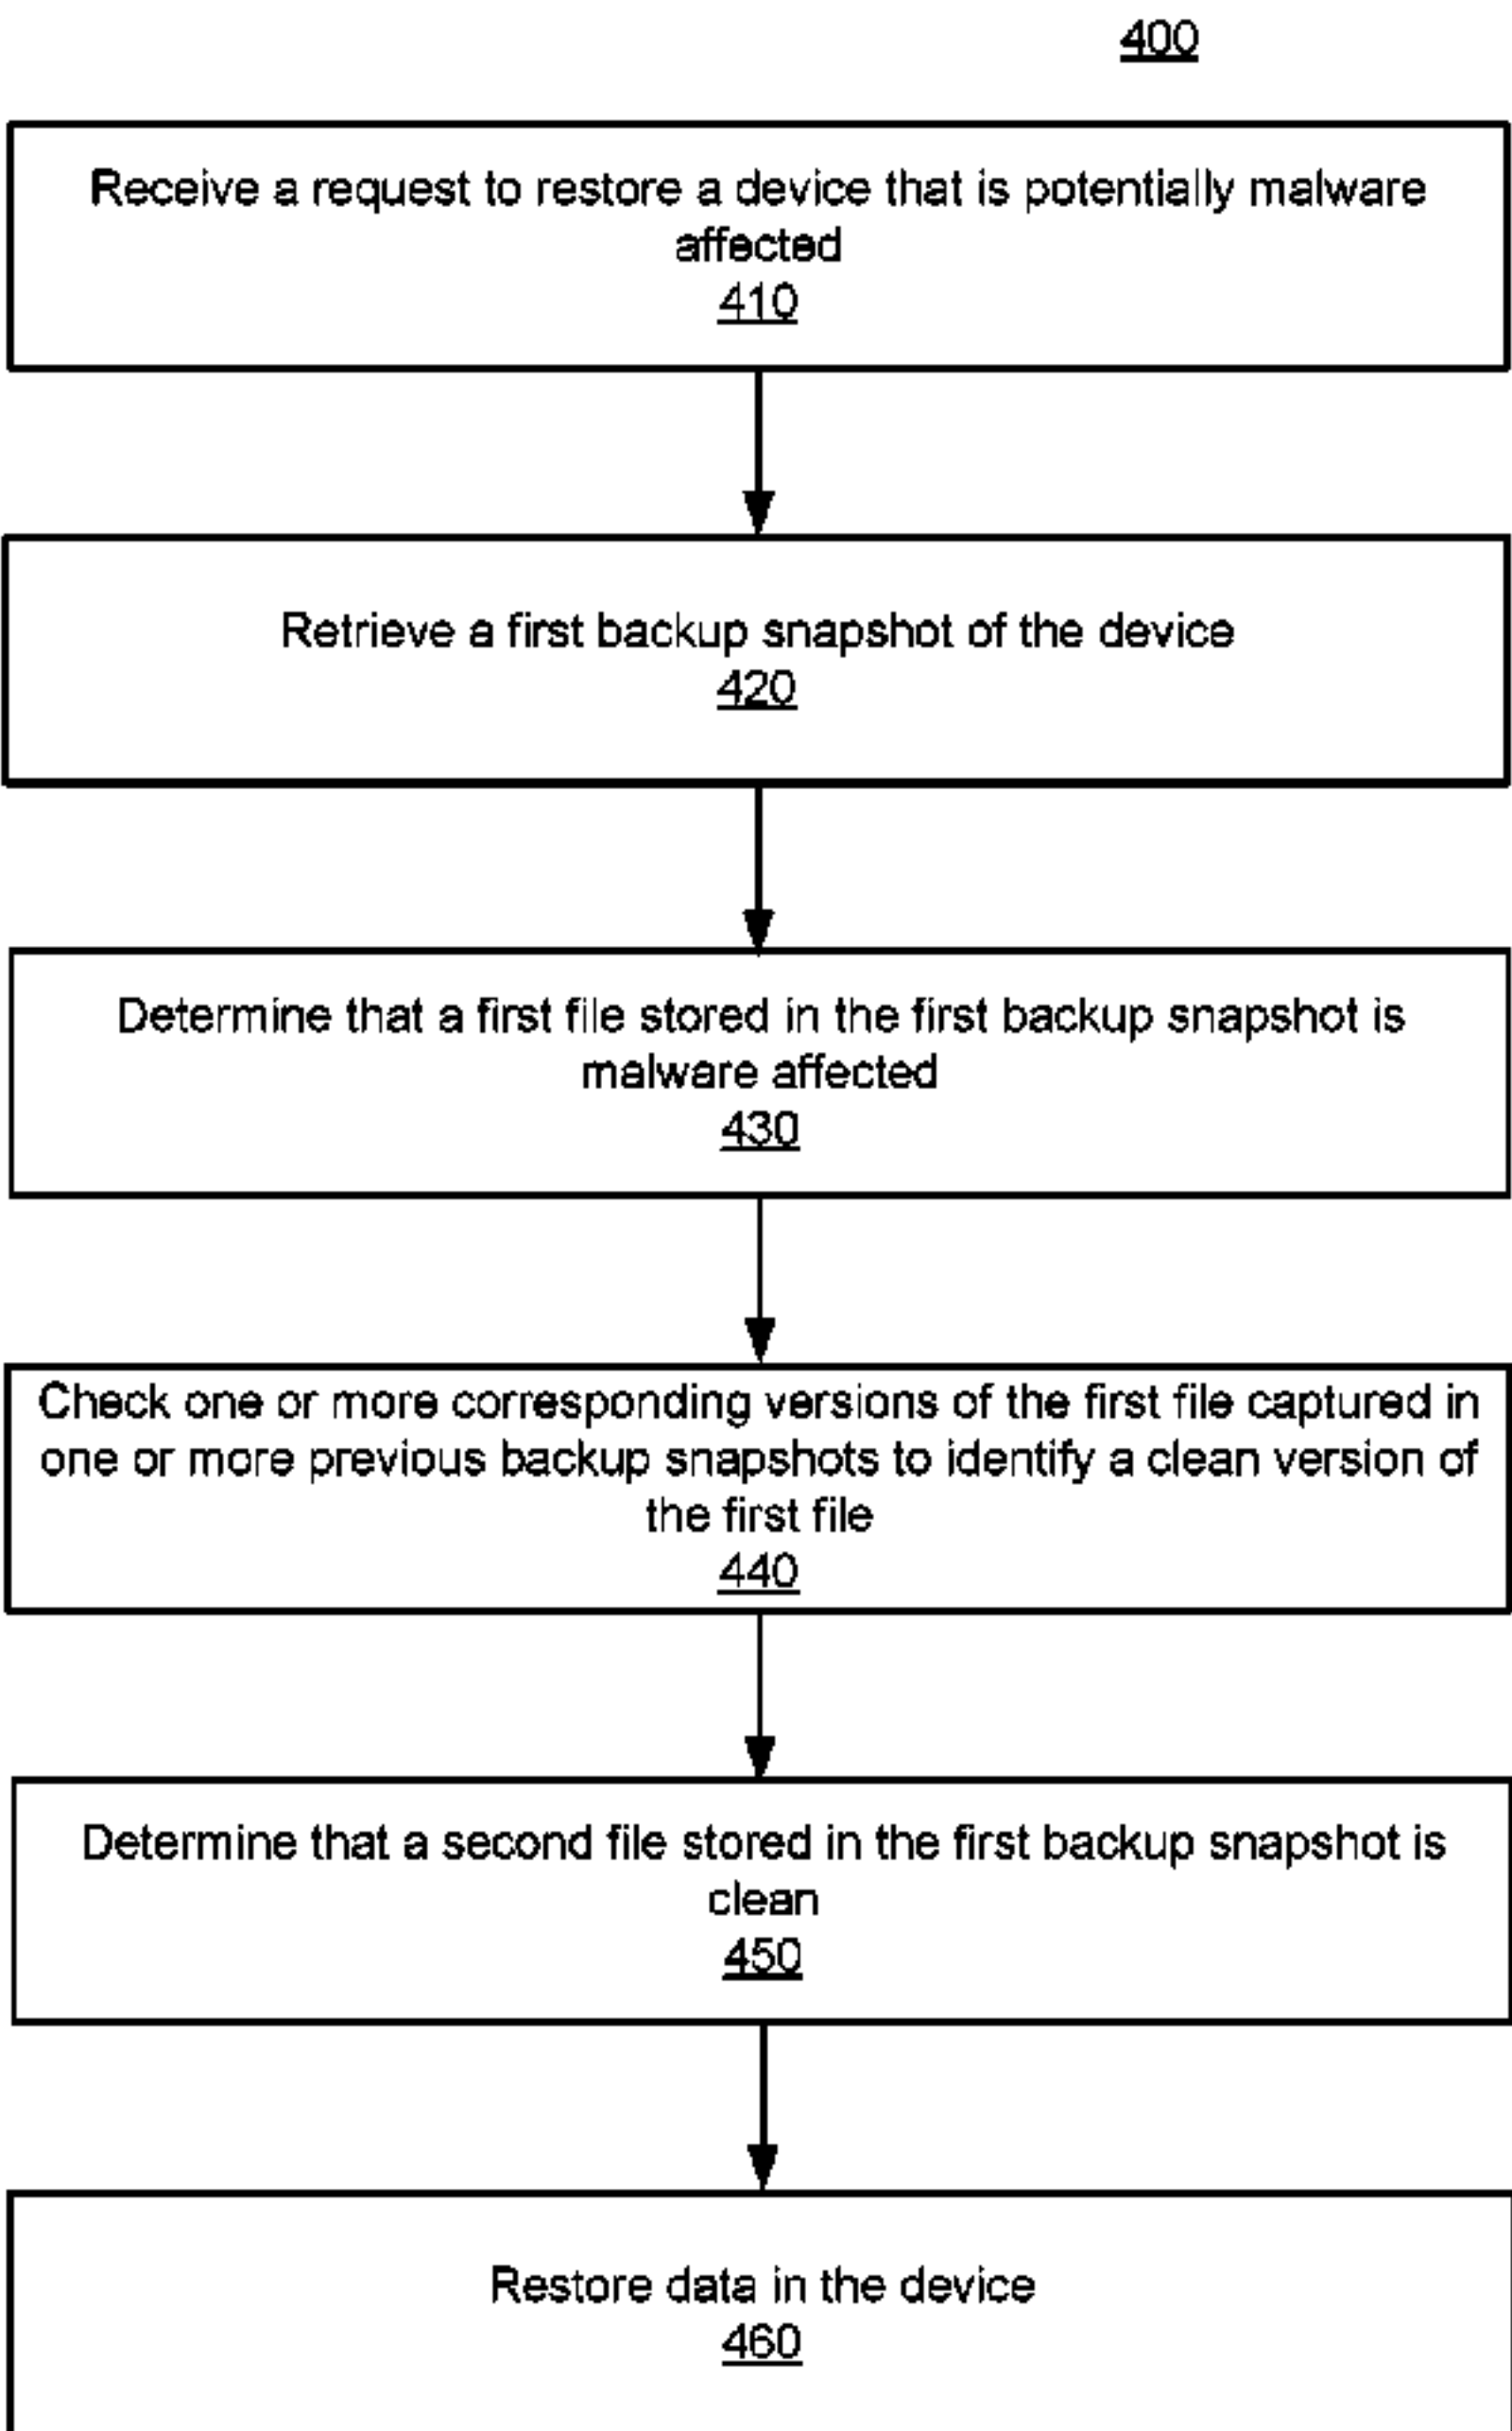 400
Receive a request to restore a device that is potentially malware
affected
410
Retrieve a first backup snapshot of the device
420
Determine that a first file stored in the first backup snapshot is
malware affected
430
Check one or more corresponding versions of the first file captured in
one or more previous backup snapshots to identify a clean version of
the first file
440
Determine that a second file stored in the first backup snapshot is
clean
450
Restore data in the device
460